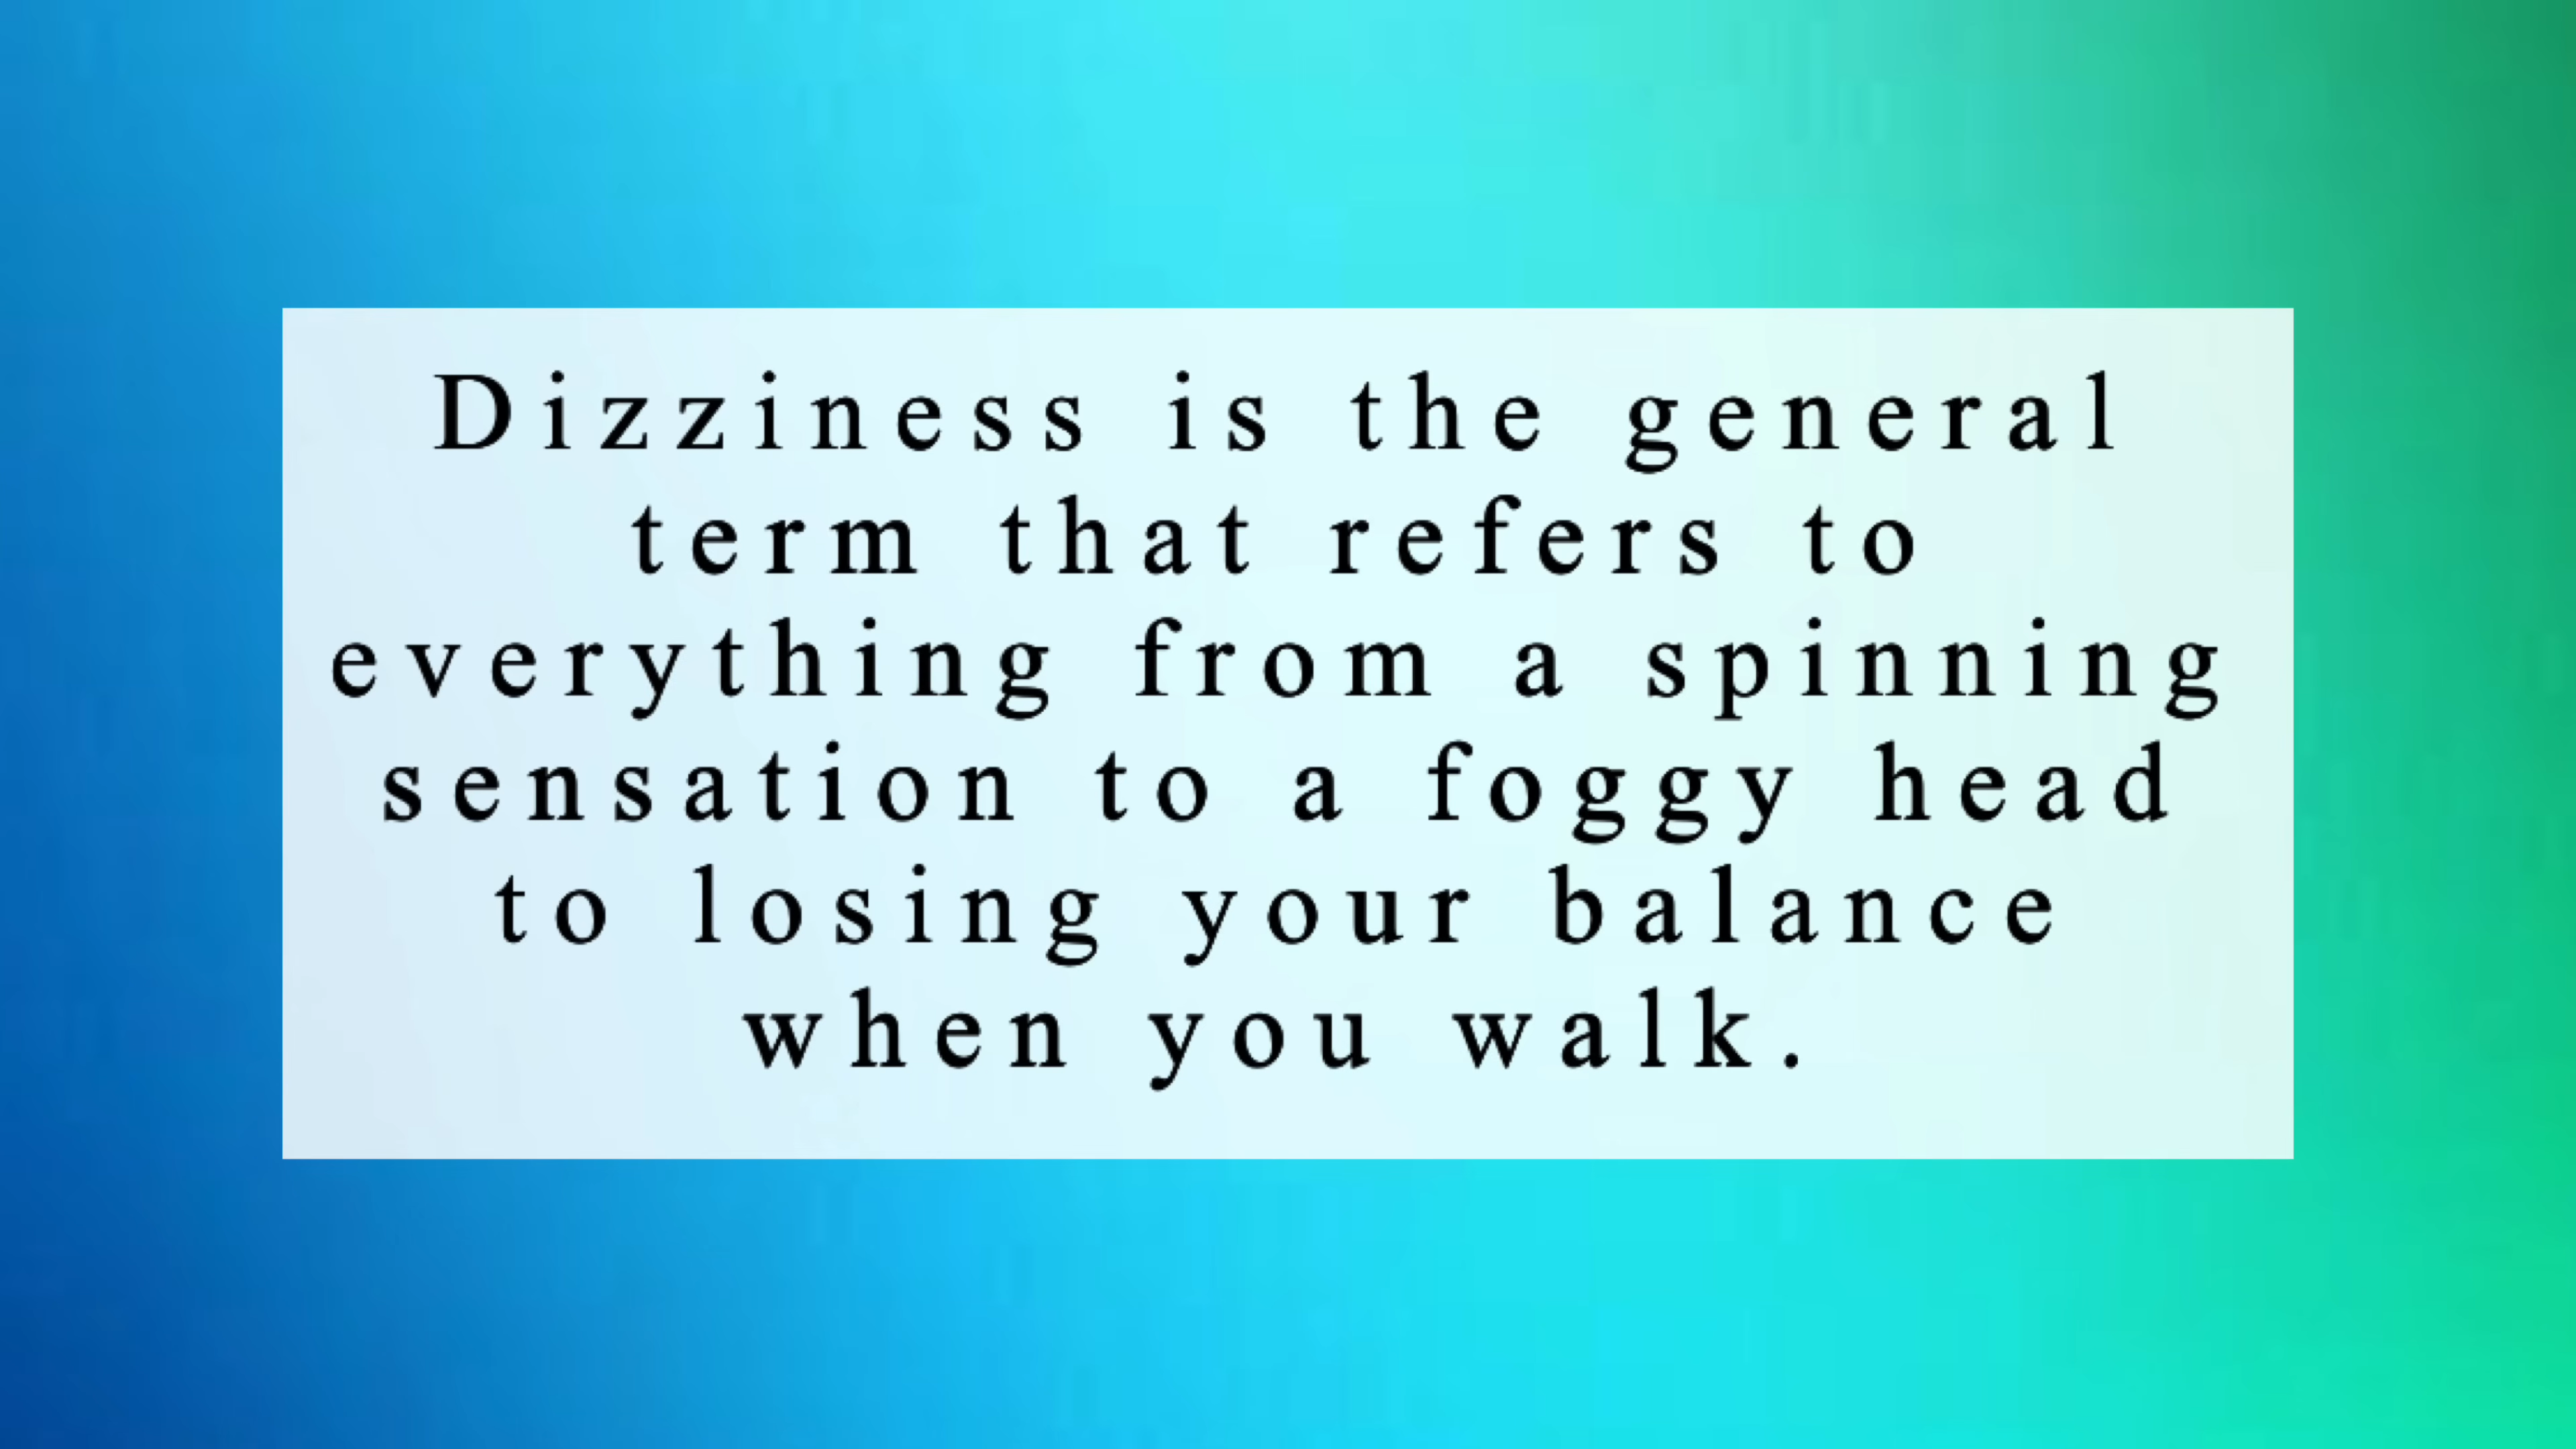 Dizziness is the general
term that refers to
everything from a spinning
sensation to a foggy head
to losing your balance
when you walk.